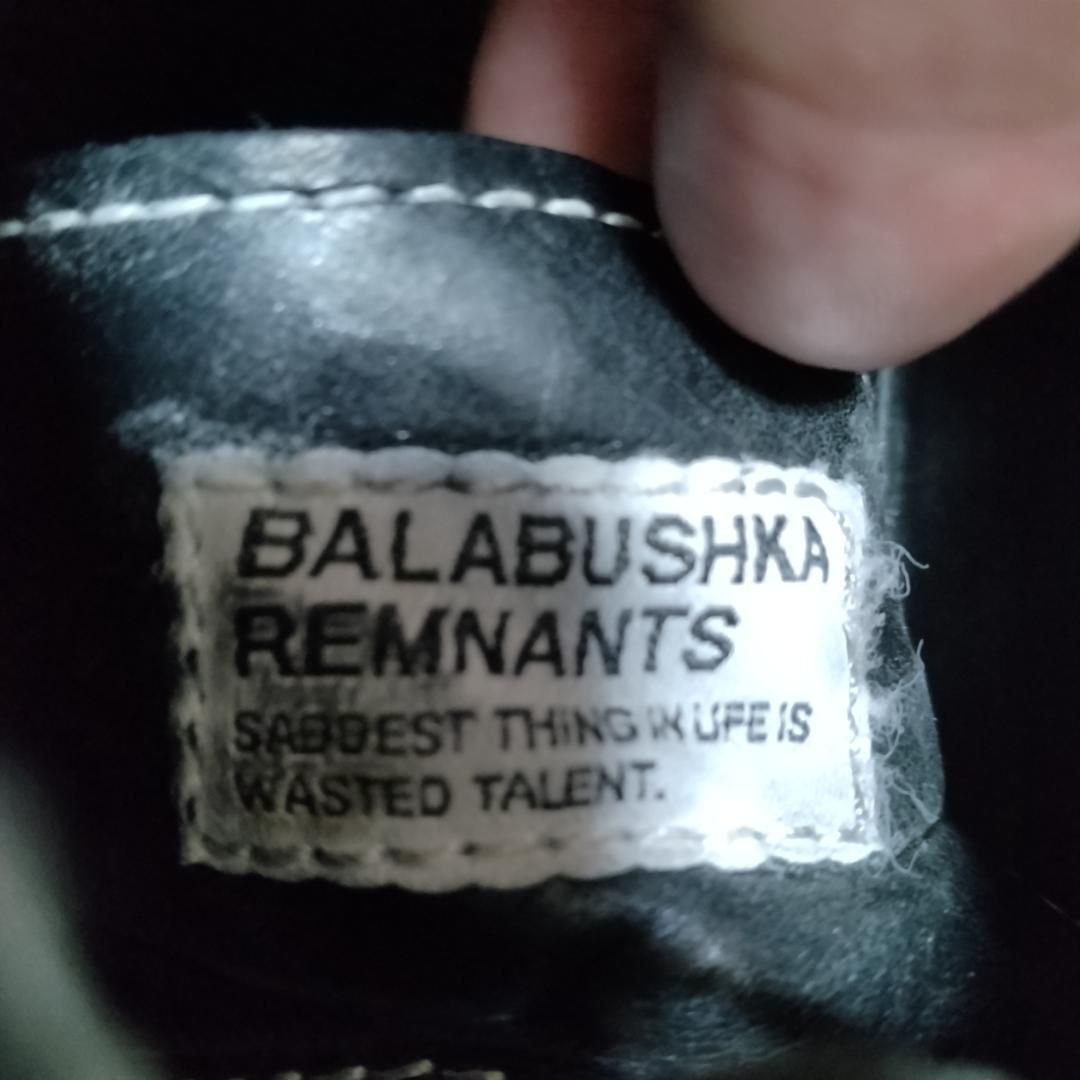 BALABUSHKA
REMNANTS
SADDEST THING IN LIFE IS
WASTED TALENT.